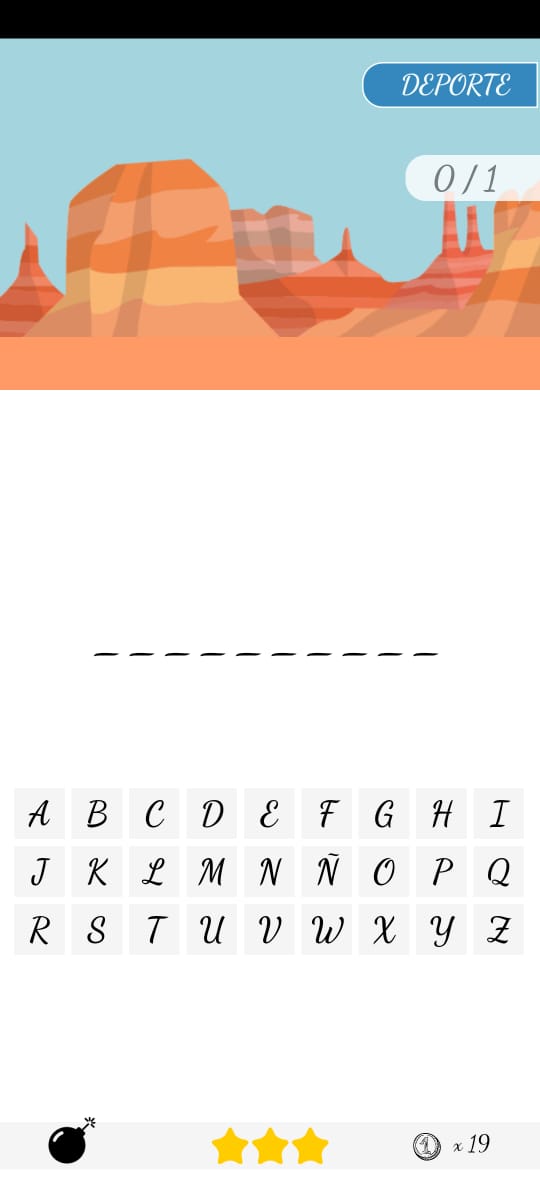 DEPORTE
0 / 1
_ _ _ _ _ _ _ _ _ _
A B C D E F G H I
J K L M N Ñ O P Q
R S T U V W X Y Z
1 x 19